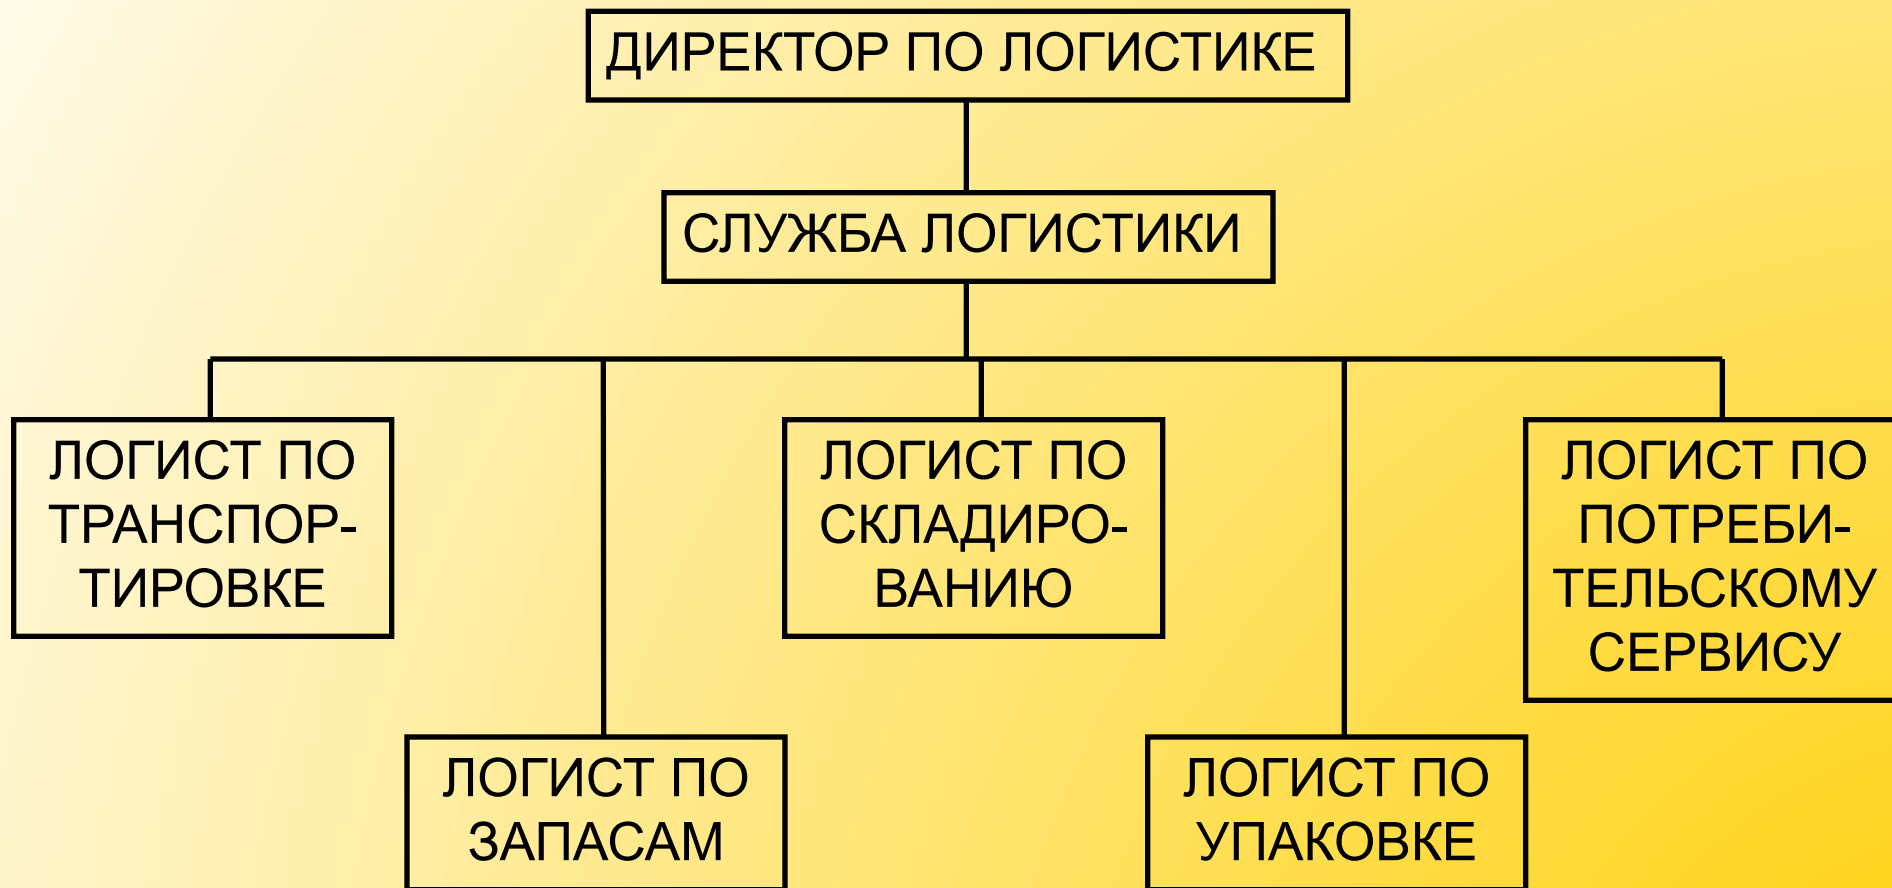 ДИРЕКТОР ПО ЛОГИСТИКЕ
СЛУЖБА ЛОГИСТИКИ
ЛОГИСТ ПО
ТРАНСПОР-
ТИРОВКЕ
ЛОГИСТ ПО
СКЛАДИРО-
ВАНИЮ
ЛОГИСТ ПО
ПОТРЕБИ-
ТЕЛЬСКОМУ
СЕРВИСУ
ЛОГИСТ ПО
ЗАПАСАМ
ЛОГИСТ ПО
УПАКОВКЕ